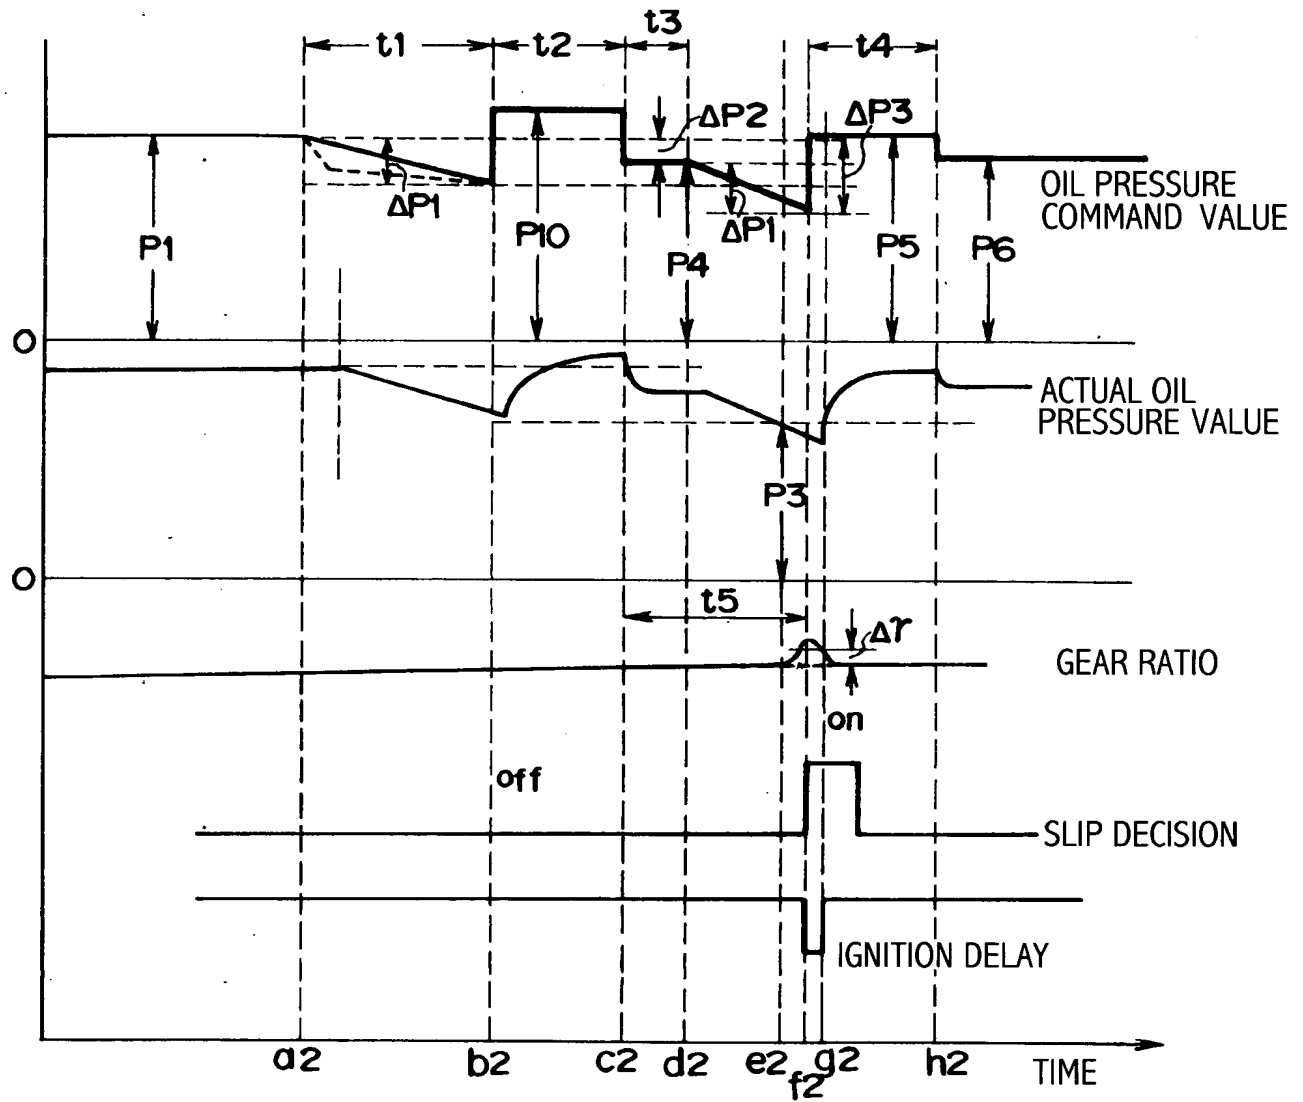 t1
t2
t3
t4
ΔP2
ΔP3
ΔP1
ΔP1
P1
P10
P4
P5
P6
OIL PRESSURE
COMMAND VALUE
O
ACTUAL OIL
PRESSURE VALUE
P3
O
t5
Δr
GEAR RATIO
on
off
SLIP DECISION
IGNITION DELAY
a2
b2
c2
d2
e2
f2
g2
h2
TIME